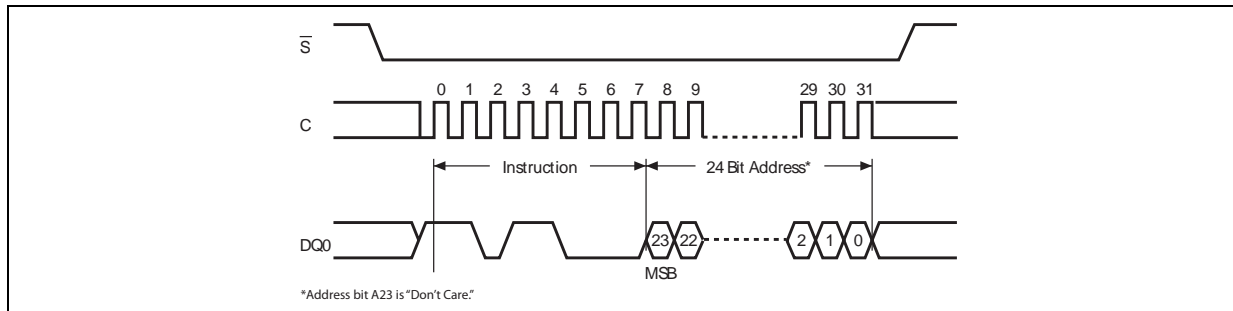 S
0 1 2 3 4 5 6 7 8 9 29 30 31
C
Instruction 24 Bit Address*
DQ0 23 22 2 1 0
MSB
*Address bit A23 is "Don't Care."